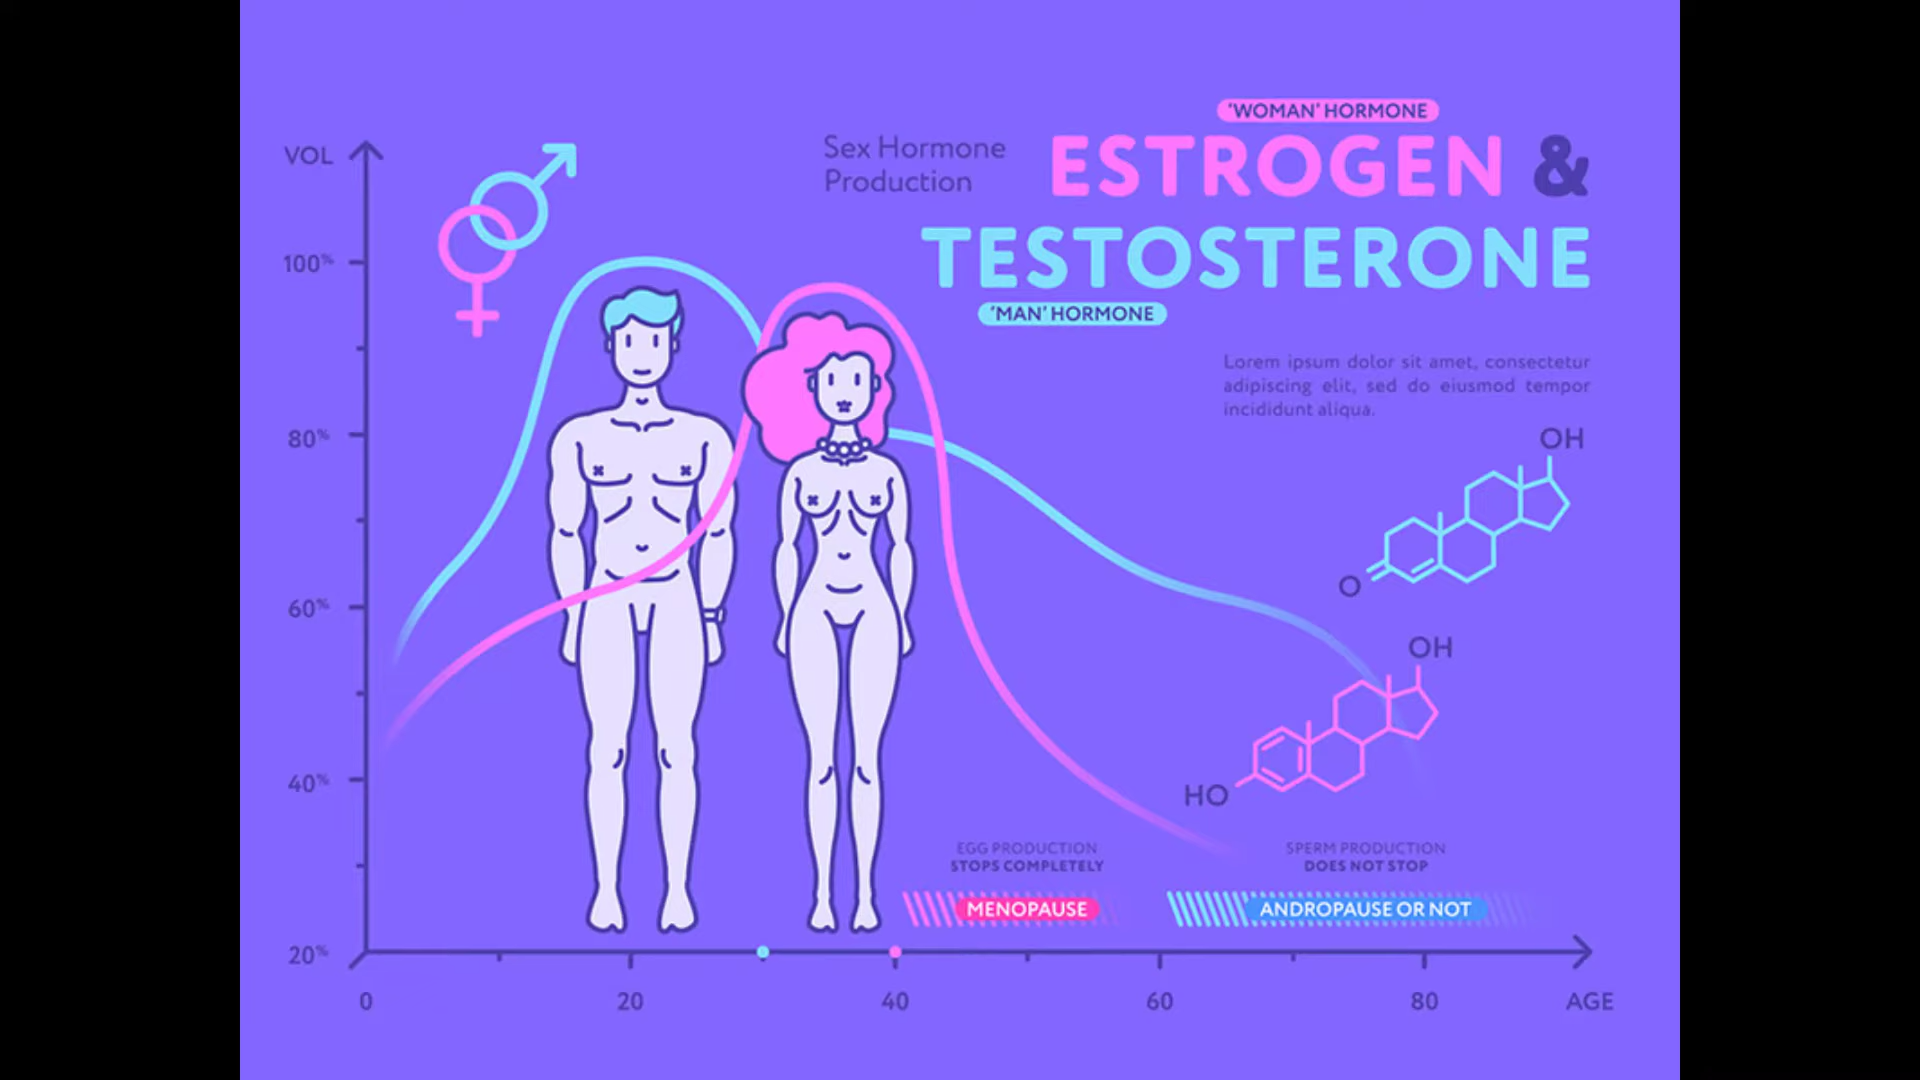 'WOMAN' HORMONE
Sex Hormone
Production
ESTROGEN &
TESTOSTERONE
'MAN' HORMONE
Lorem ipsum dolor sit amet, consectetur
adipiscing elit, sed do eiusmod tempor
incididunt aliqua.
VOL
100%
80%
60%
40%
20%
OH
O
OH
HO
EGG PRODUCTION
STOPS COMPLETELY
MENOPAUSE
SPERM PRODUCTION
DOES NOT STOP
ANDROPAUSE OR NOT
0 20 40 60 80 AGE